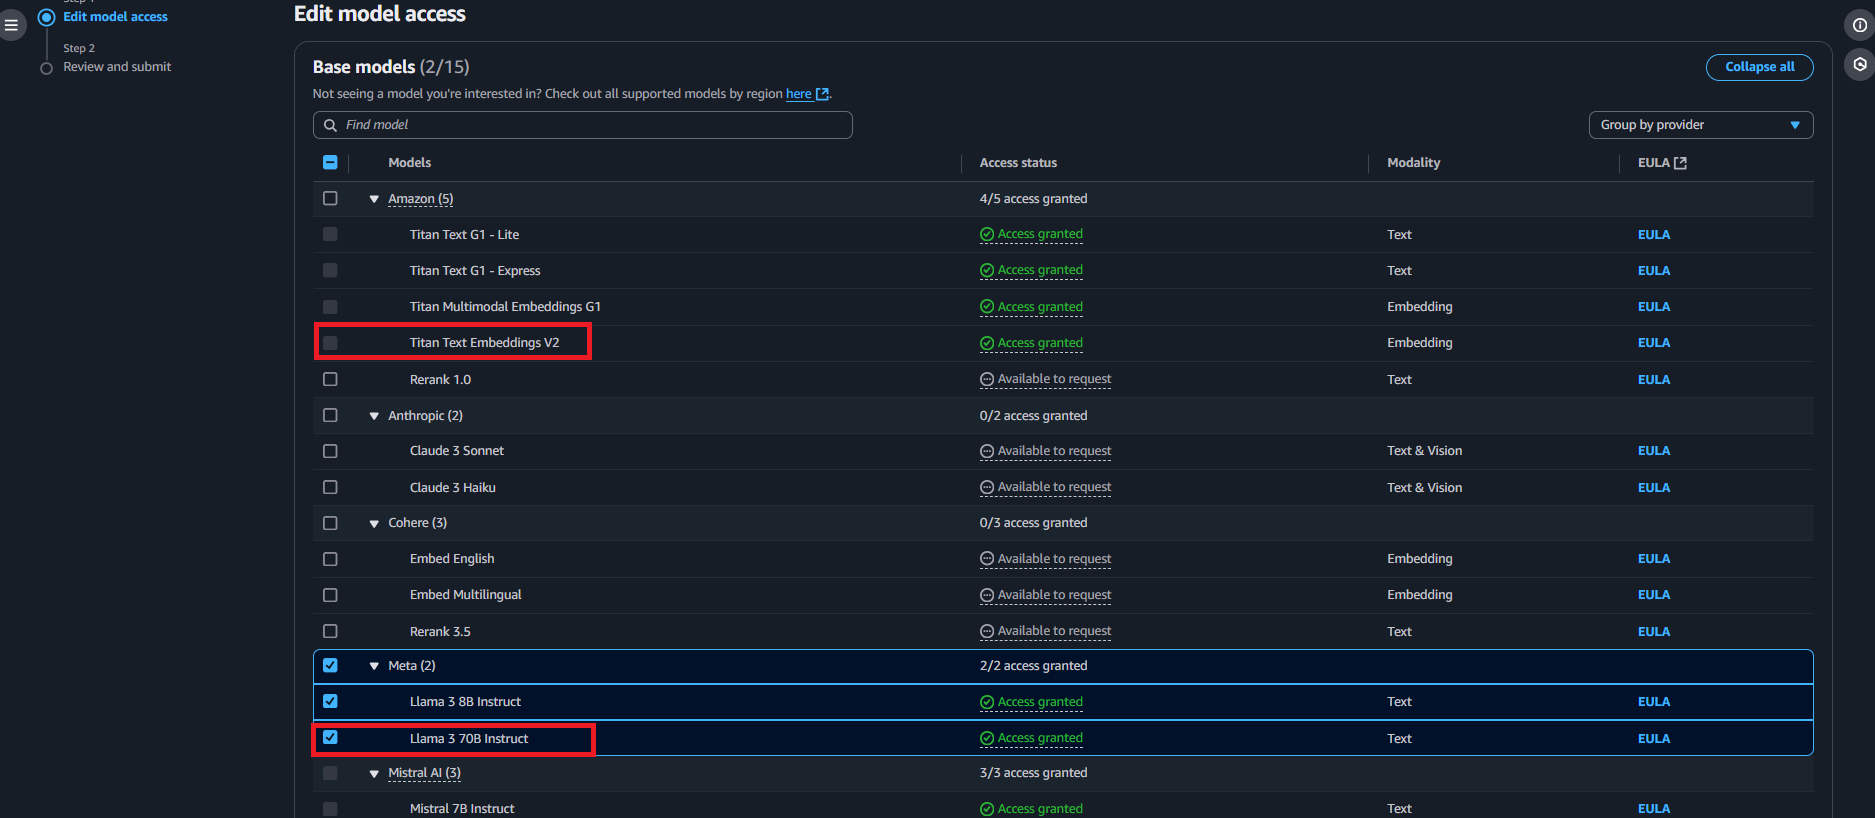 Edit model access
Step 2
Review and submit
Edit model access
Base models (2/15)
Collapse all
Not seeing a model you're interested in? Check out all supported models by region here.
Find model
Group by provider
Models Access status Modality EULA
Amazon (5) 4/5 access granted
Titan Text G1 - Lite Access granted Text EULA
Titan Text G1 - Express Access granted Text EULA
Titan Multimodal Embeddings G1 Access granted Embedding EULA
Titan Text Embeddings V2 Access granted Embedding EULA
Rerank 1.0 Available to request Text EULA
Anthropic (2) 0/2 access granted
Claude 3 Sonnet Available to request Text & Vision EULA
Claude 3 Haiku Available to request Text & Vision EULA
Cohere (3) 0/3 access granted
Embed English Available to request Embedding EULA
Embed Multilingual Available to request Embedding EULA
Rerank 3.5 Available to request Text EULA
Meta (2) 2/2 access granted
Llama 3 8B Instruct Access granted Text EULA
Llama 3 70B Instruct Access granted Text EULA
Mistral AI (3) 3/3 access granted
Mistral 7B Instruct Access granted Text EULA